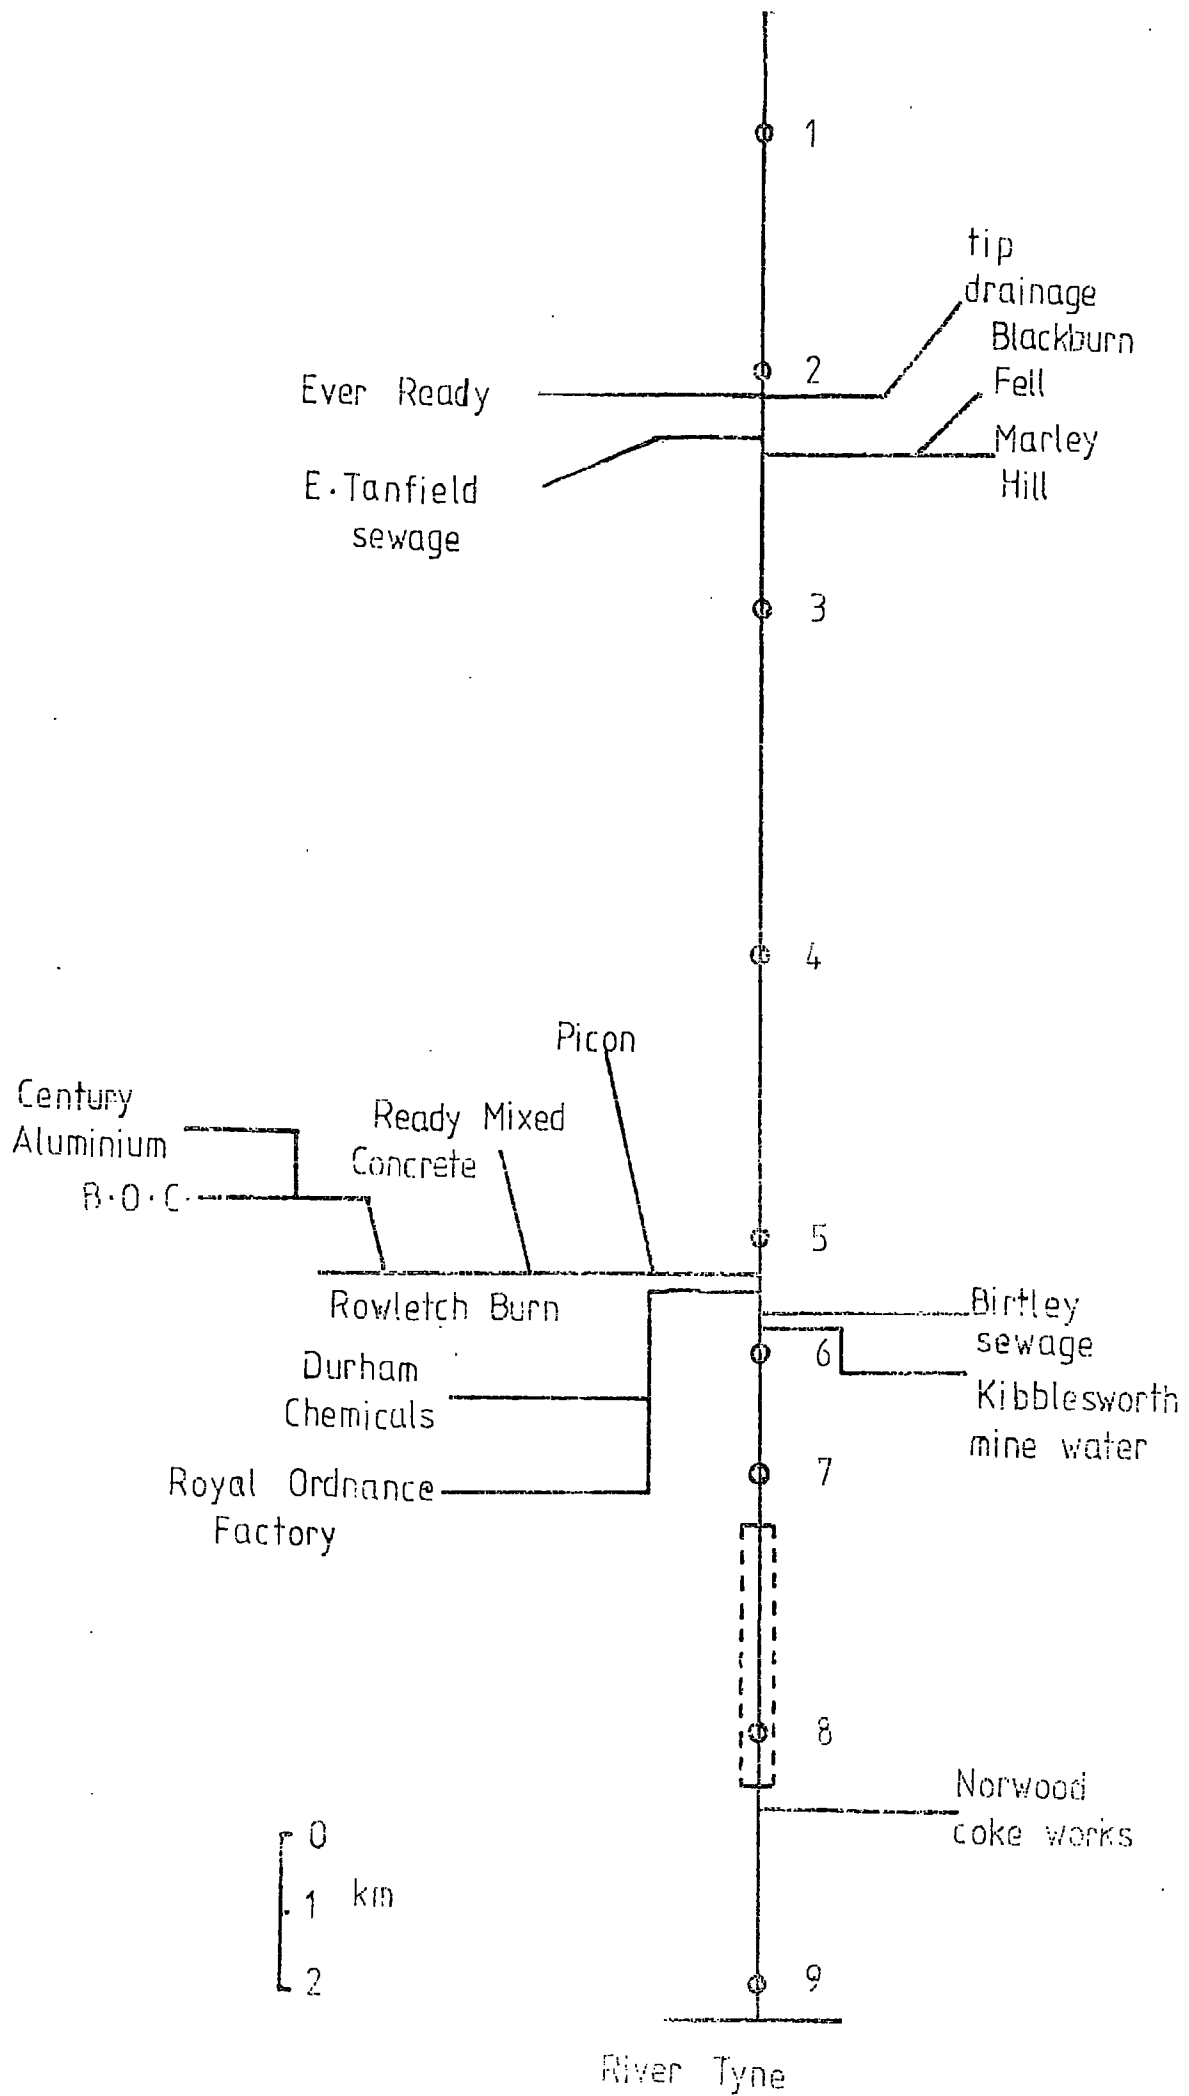 1
tip
drainage
Blackburn
Fell
2
Ever Ready
Marley
Hill
E. Tanfield
sewage
3
4
Picon
Century
Aluminium
Ready Mixed
Concrete
B.O.C.
5
Rowletch Burn
Birtley
sewage
6
Durham
Chemicals
Kibblesworth
mine water
7
Royal Ordnance
Factory
8
Norwood
coke works
0
1 km
2
9
River Tyne